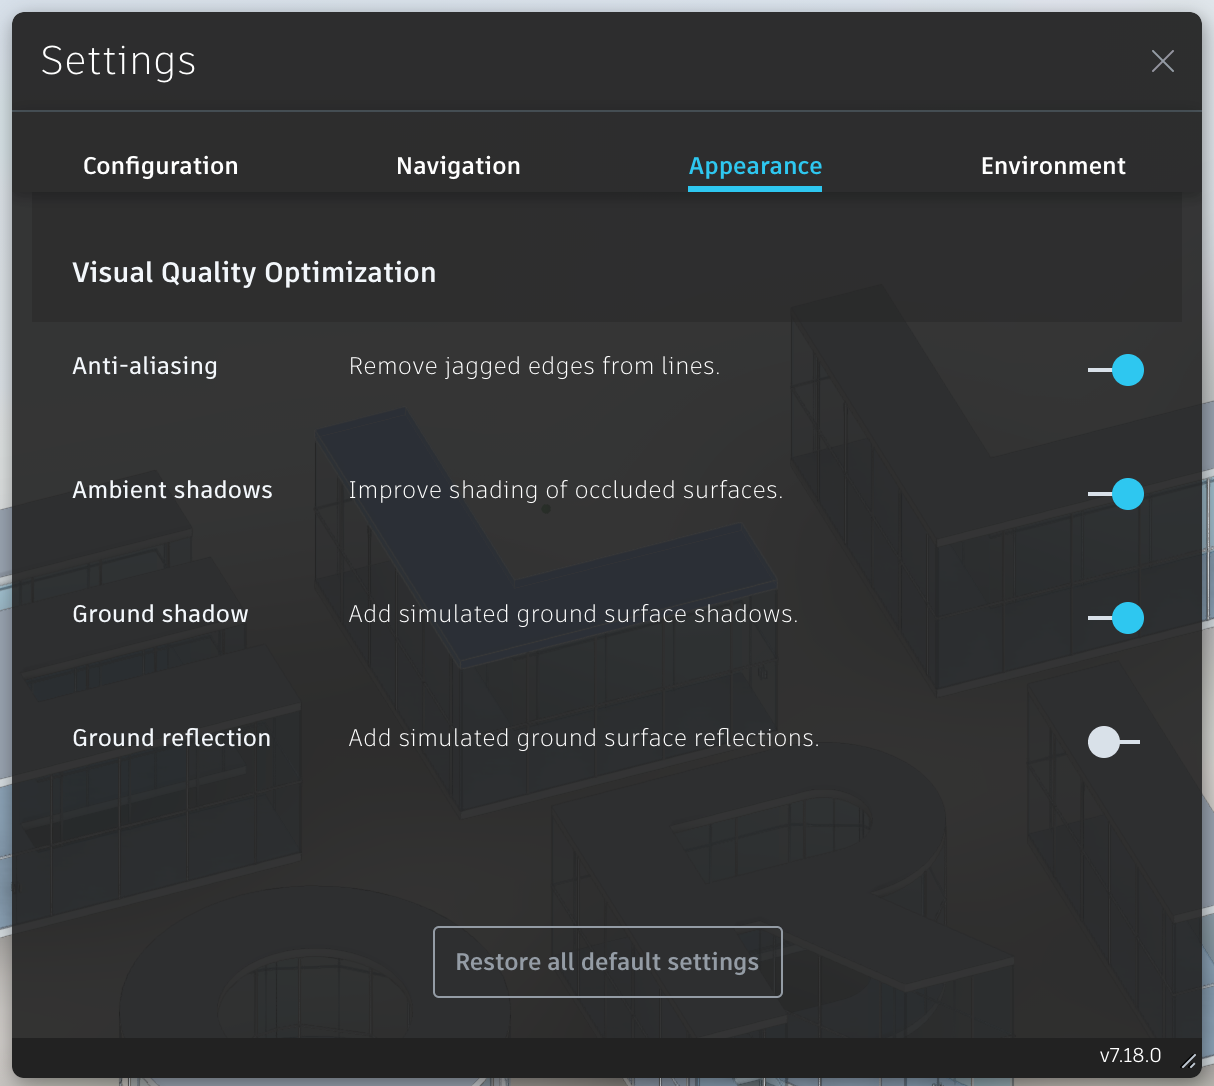 Settings
Configuration Navigation Appearance Environment
Visual Quality Optimization
Anti-aliasing Remove jagged edges from lines.
Ambient shadows Improve shading of occluded surfaces.
Ground shadow Add simulated ground surface shadows.
Ground reflection Add simulated ground surface reflections.
Restore all default settings
v7.18.0